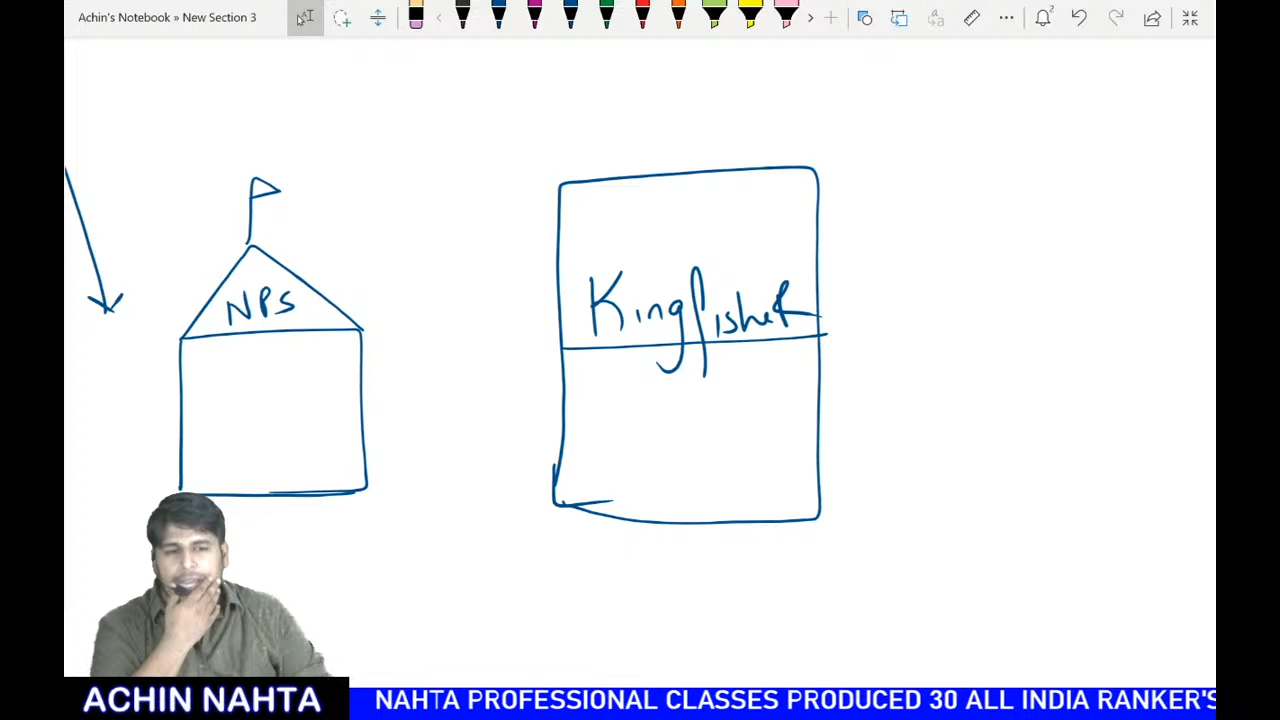 Achin's Notebook » New Section 3
NPS
Kingfisher
ACHIN NAHTA
NAHTA PROFESSIONAL CLASSES PRODUCED 30 ALL INDIA RANKER'S